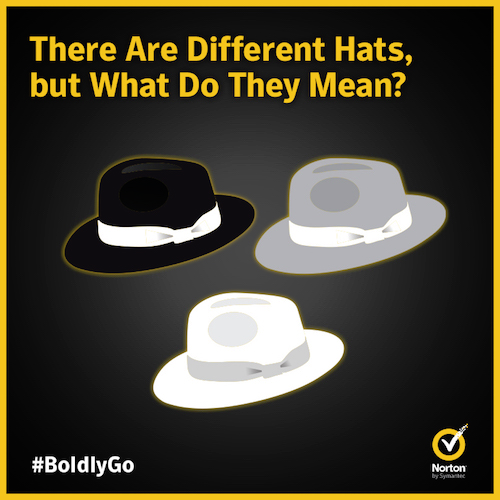 There Are Different Hats,
but What Do They Mean?
#BoldlyGo
Norton
by Symantec